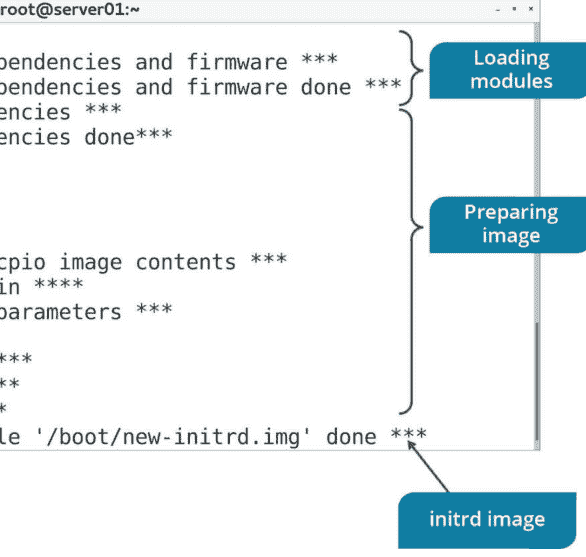 root@server01:~
pendencies and firmware ***
pendencies and firmware done ***
encies ***
encies done***
cpio image contents ***
in ****
parameters ***
***
**
*
le '/boot/new-initrd.img' done ***
Loading
modules
Preparing
image
initrd image